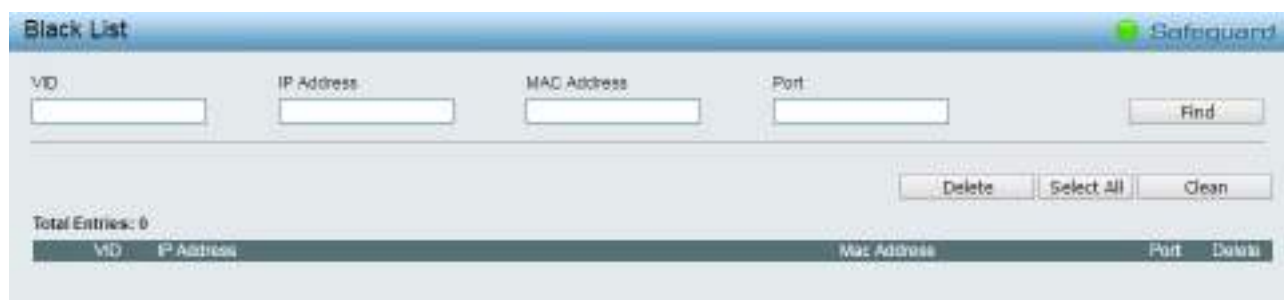 Black List
Safeguard
VID IP Address MAC Address Port
Find
Delete Select All Clean
Total Entries: 0
VID IP Address Mac Address Port Delete